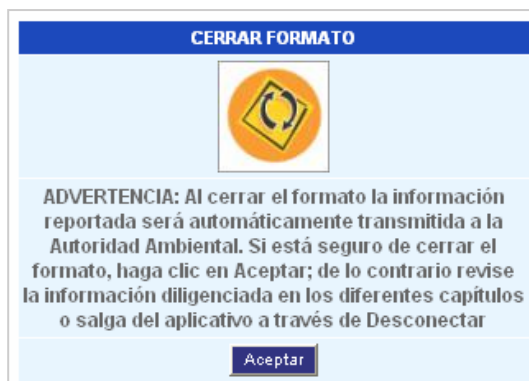 CERRAR FORMATO
ADVERTENCIA: Al cerrar el formato la información
reportada será automáticamente transmitida a la
Autoridad Ambiental. Si está seguro de cerrar el
formato, haga clic en Aceptar; de lo contrario revise
la información diligenciada en los diferentes capítulos
o salga del aplicativo a través de Desconectar
Aceptar